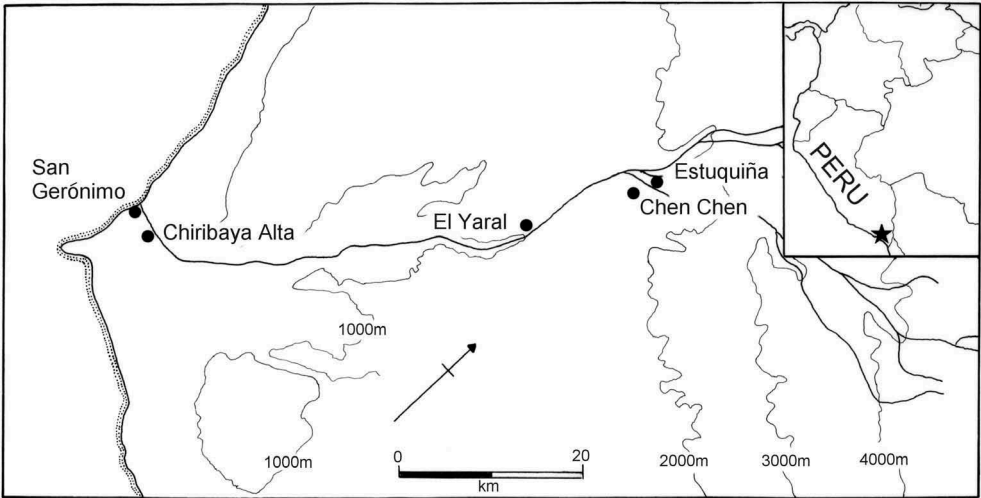 PERU
San
Gerónimo
Estuquiña
Chen Chen
El Yaral
Chiribaya Alta
1000m
1000m
0
20
km
2000m
3000m
4000m